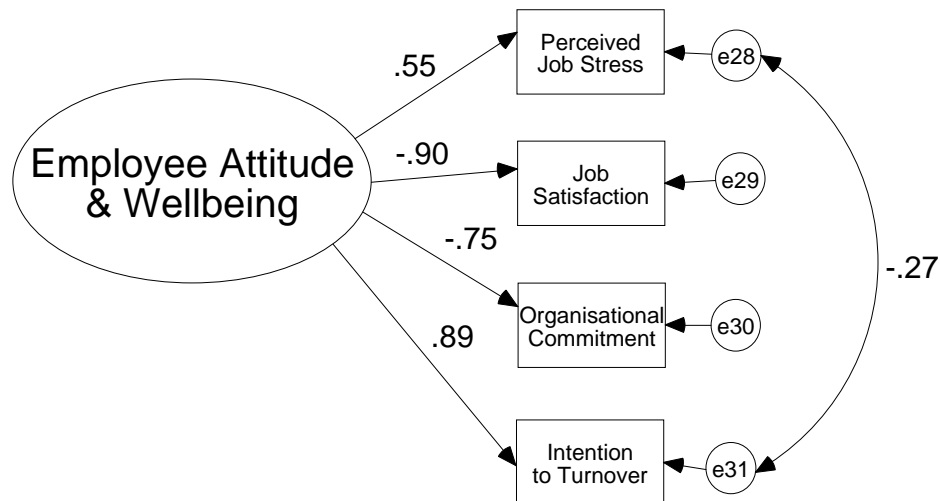 Employee Attitude
& Wellbeing
.55
-.90
-.75
.89
Perceived
Job Stress
e28
Job
Satisfaction
e29
Organisational
Commitment
e30
Intention
to Turnover
e31
-.27